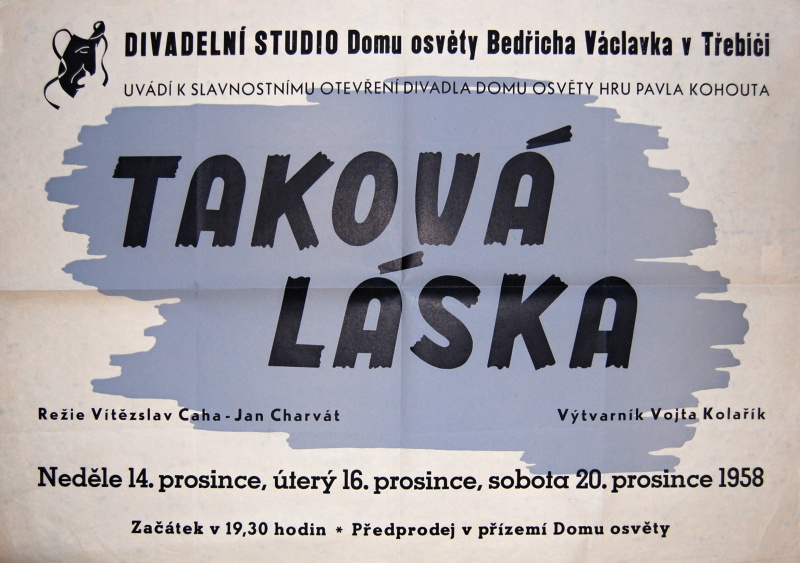 DIVADELNÍ STUDIO Domu osvěty Bedřicha Václavka v Třebíči
UVÁDÍ K SLAVNOSTNÍMU OTEVŘENÍ DIVADLA DOMU OSVĚTY HRU PAVLA KOHOUTA
TAKOVÁ
LÁSKA
Režie Vítězslav Caha - Jan Charvát
Výtvarník Vojta Kolařík
Neděle 14. prosince, úterý 16. prosince, sobota 20. prosince 1958
Začátek v 19,30 hodin * Předprodej v přízemí Domu osvěty